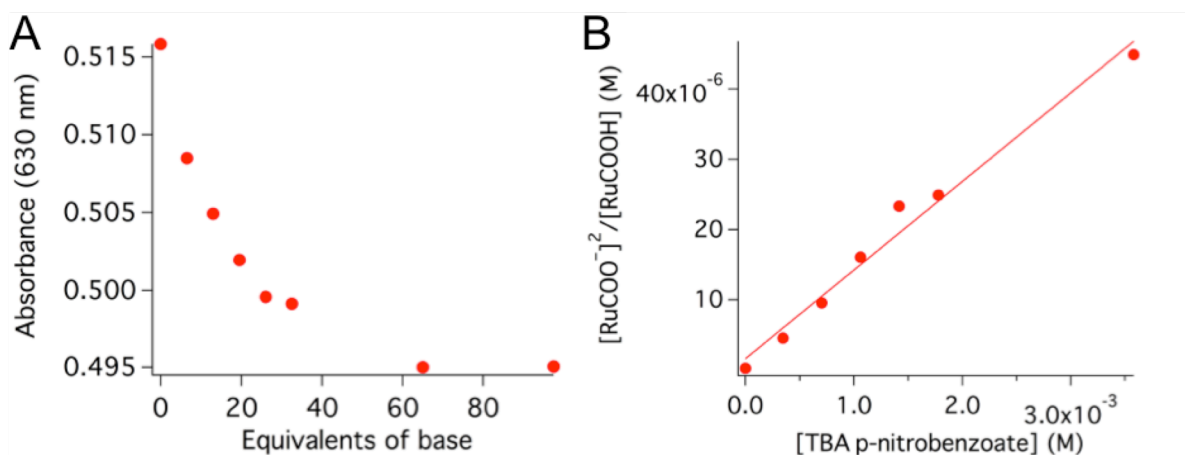 A
Absorbance (630 nm)
0.515
0.510
0.505
0.500
0.495
0 20 40 60 80
Equivalents of base
B
[RuCOO⁻]²/[RuCOOH] (M)
40x10⁻⁶
30
20
10
0.0 1.0 2.0 3.0x10⁻³
[TBA p-nitrobenzoate] (M)